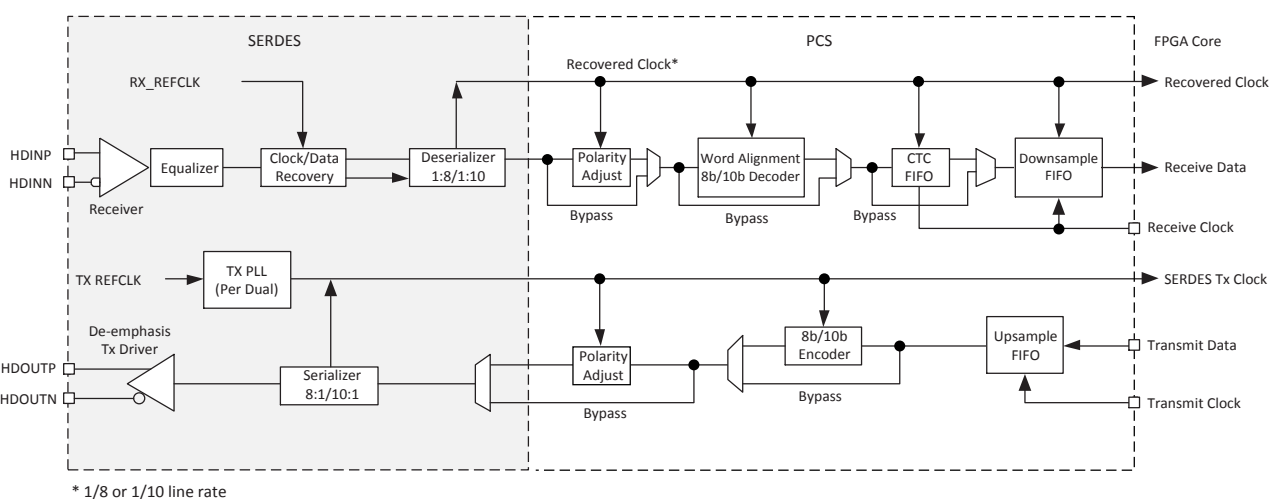 SERDES
PCS
FPGA Core
RX_REFCLK
Recovered Clock*
Recovered Clock
HDINP
HDINN
Receiver
Equalizer
Clock/Data
Recovery
Deserializer
1:8/1:10
Polarity
Adjust
Bypass
Word Alignment
8b/10b Decoder
Bypass
CTC
FIFO
Bypass
Downsample
FIFO
Receive Data
Receive Clock
TX REFCLK
TX PLL
(Per Dual)
SERDES Tx Clock
De-emphasis
Tx Driver
HDOUTP
HDOUTN
Serializer
8:1/10:1
Polarity
Adjust
Bypass
8b/10b
Encoder
Bypass
Upsample
FIFO
Transmit Data
Transmit Clock
* 1/8 or 1/10 line rate